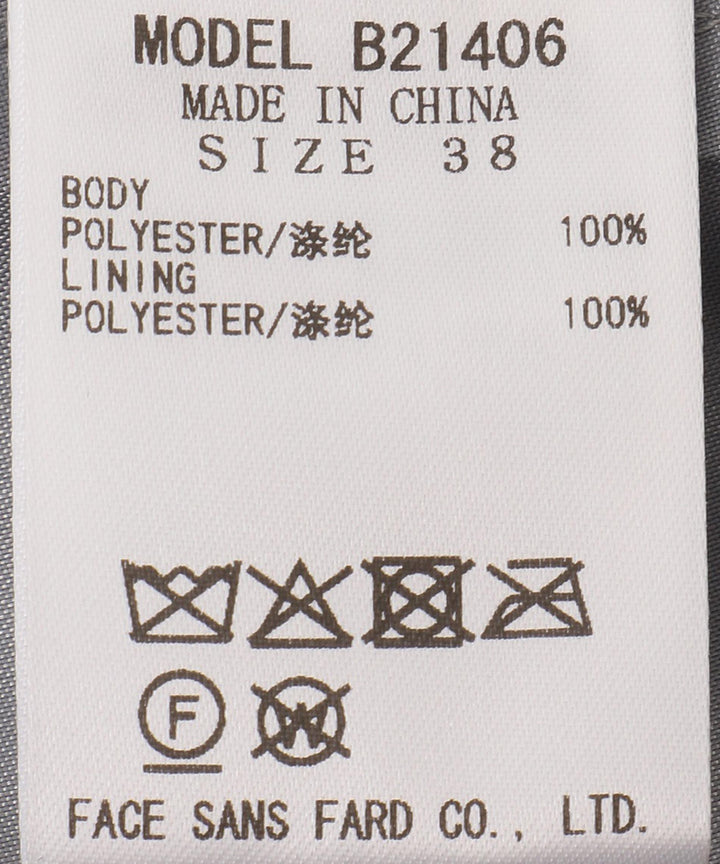 MODEL B21406
MADE IN CHINA
SIZE 38
BODY
POLYESTER/涤纶 100%
LINING
POLYESTER/涤纶 100%
F W
FACE SANS FARD CO., LTD.